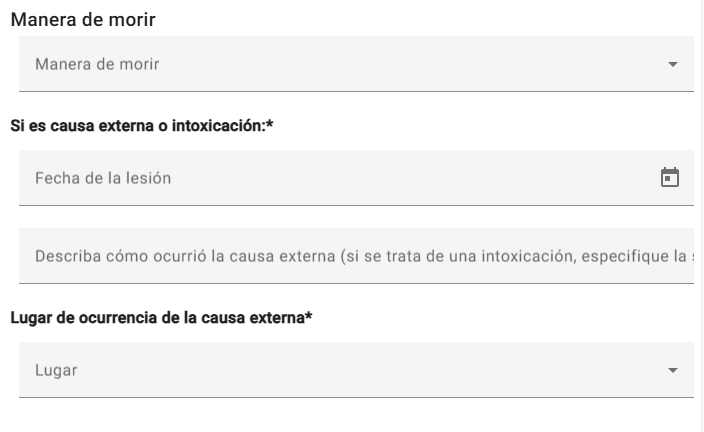 Manera de morir
Manera de morir
Si es causa externa o intoxicación:*
Fecha de la lesión
Describa cómo ocurrió la causa externa (si se trata de una intoxicación, especifique la
Lugar de ocurrencia de la causa externa*
Lugar